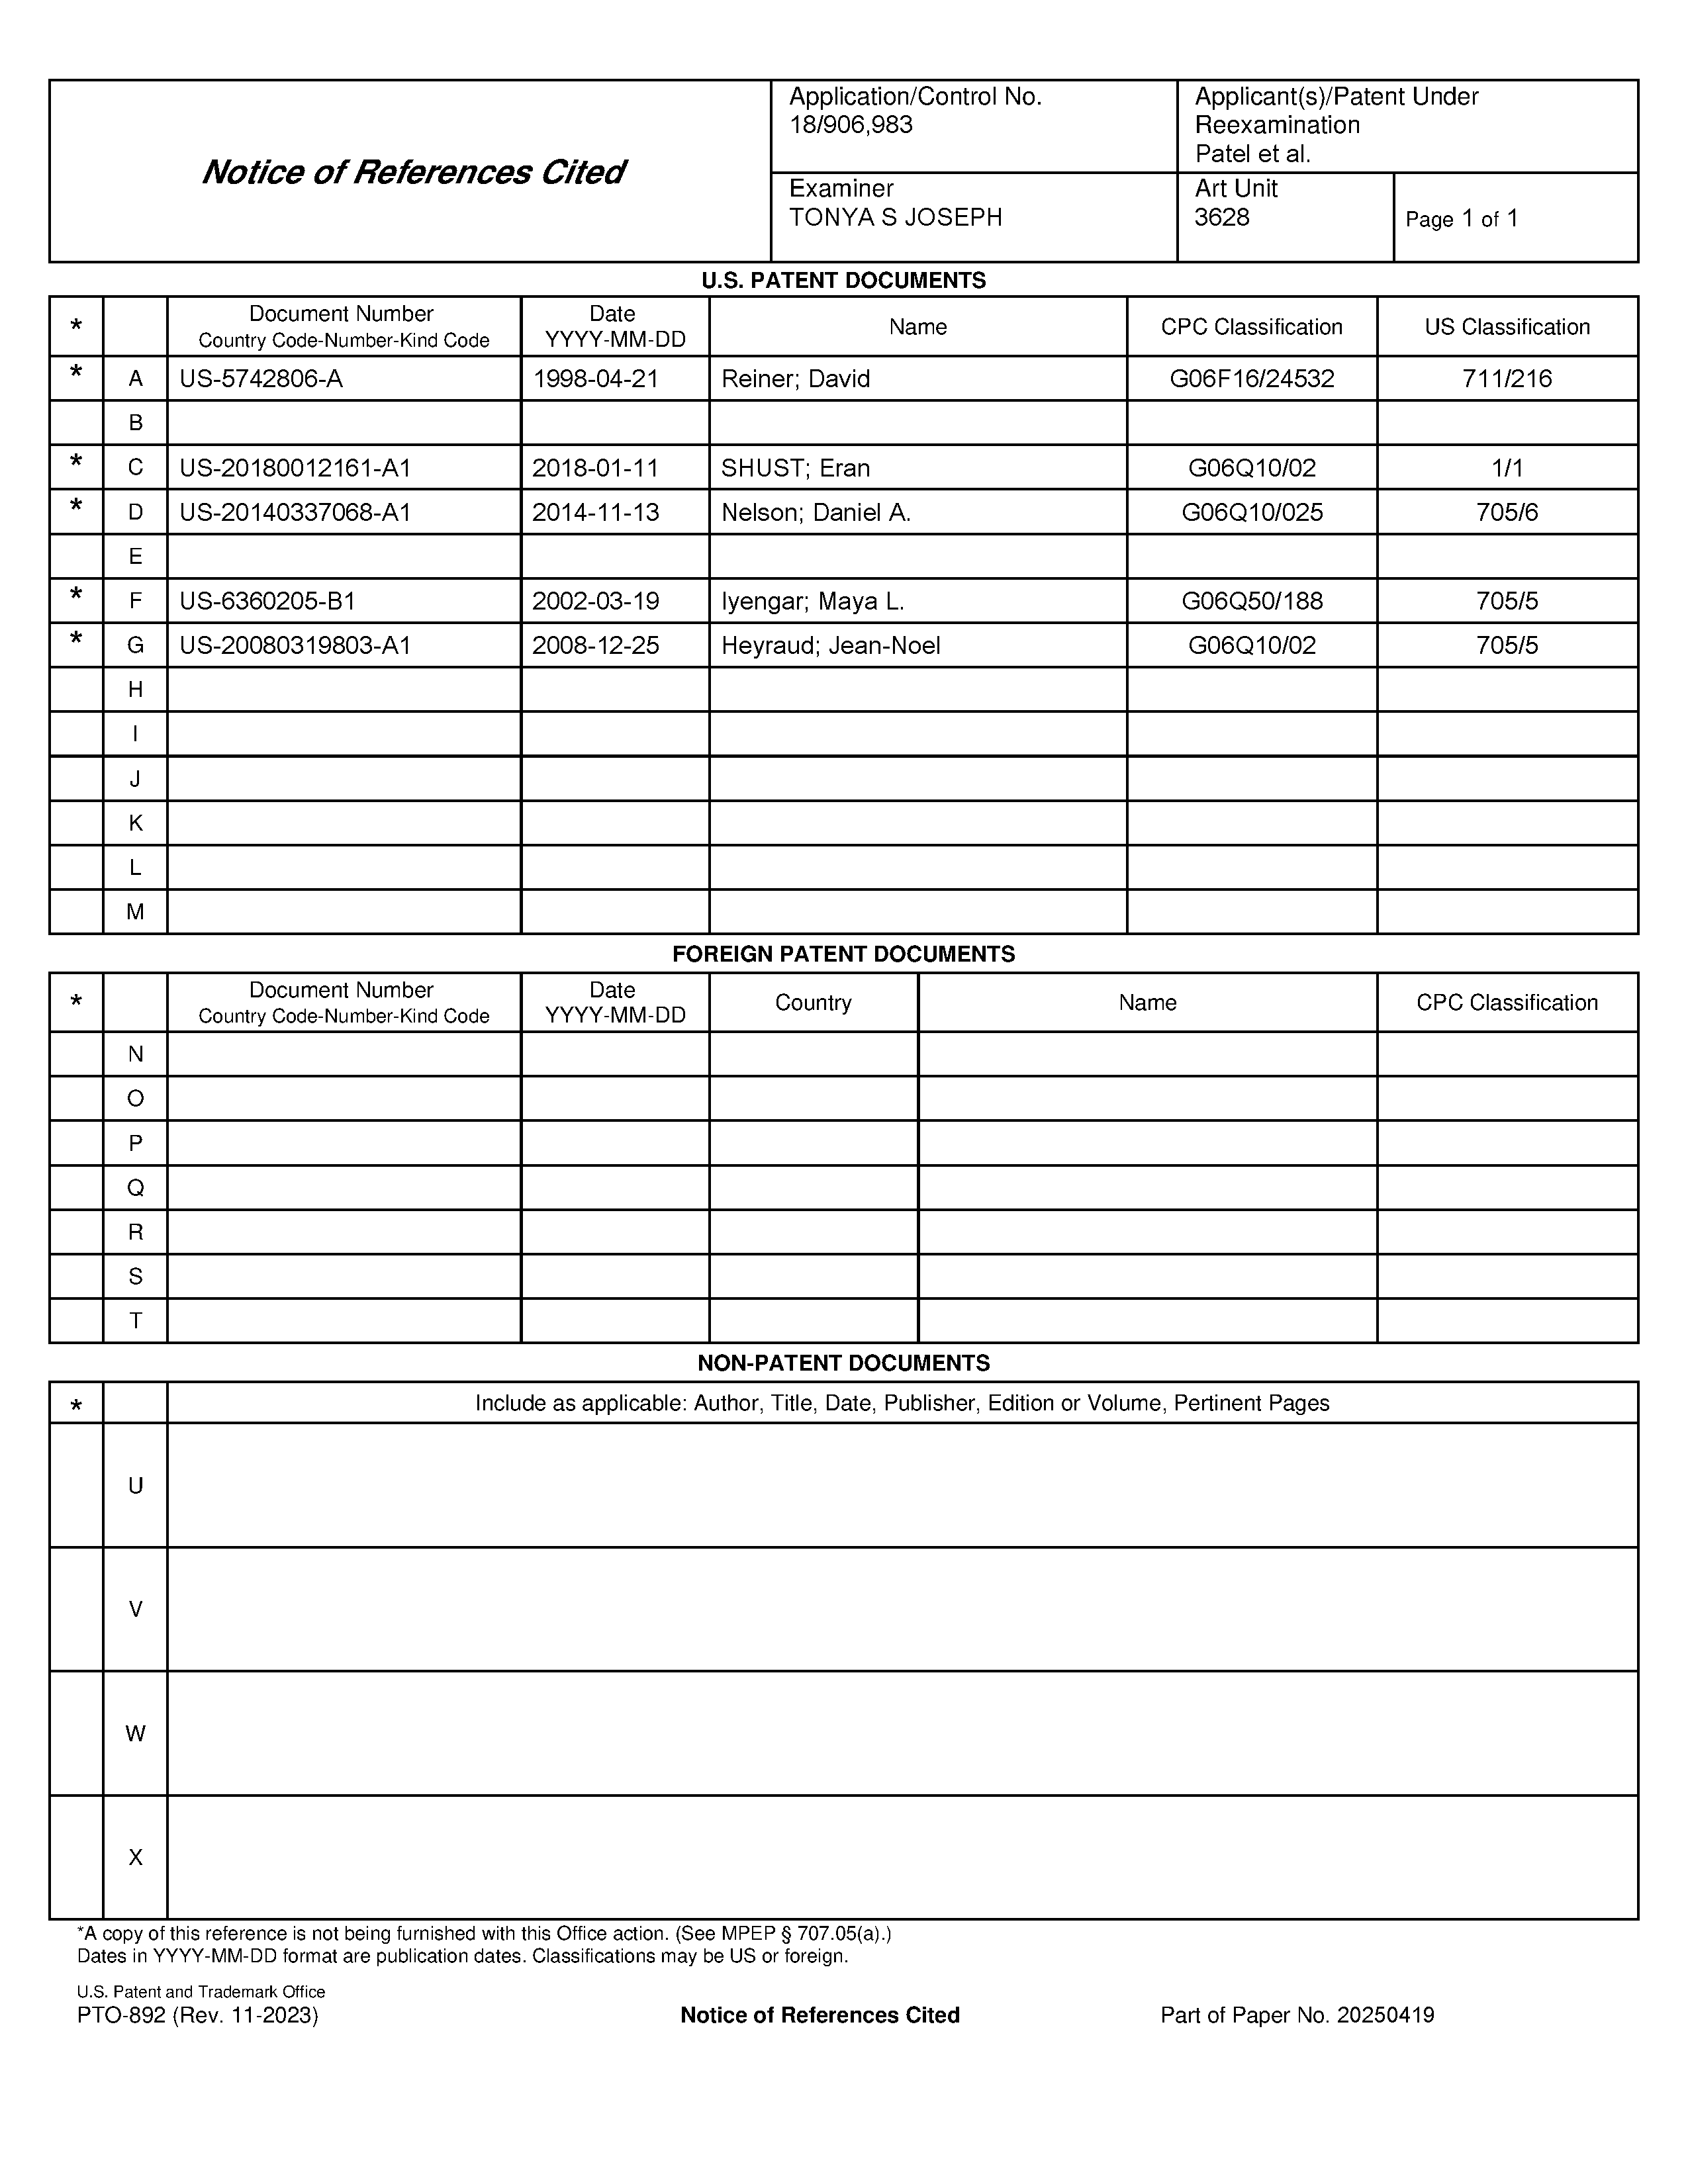 Notice of References Cited
Application/Control No.
18/906,983
Applicant(s)/Patent Under
Reexamination
Patel et al.
Examiner
TONYA S JOSEPH
Art Unit
3628
Page 1 of 1
U.S. PATENT DOCUMENTS
* Document Number Country Code-Number-Kind Code Date YYYY-MM-DD Name CPC Classification US Classification
* A US-5742806-A 1998-04-21 Reiner; David G06F16/24532 711/216
B
* C US-20180012161-A1 2018-01-11 SHUST; Eran G06Q10/02 1/1
* D US-20140337068-A1 2014-11-13 Nelson; Daniel A. G06Q10/025 705/6
E
* F US-6360205-B1 2002-03-19 Iyengar; Maya L. G06Q50/188 705/5
* G US-20080319803-A1 2008-12-25 Heyraud; Jean-Noel G06Q10/02 705/5
H
I
J
K
L
M
FOREIGN PATENT DOCUMENTS
* Document Number Country Code-Number-Kind Code Date YYYY-MM-DD Country Name CPC Classification
N
O
P
Q
R
S
T
NON-PATENT DOCUMENTS
* Include as applicable: Author, Title, Date, Publisher, Edition or Volume, Pertinent Pages
U
V
W
X
*A copy of this reference is not being furnished with this Office action. (See MPEP § 707.05(a).)
Dates in YYYY-MM-DD format are publication dates. Classifications may be US or foreign.
U.S. Patent and Trademark Office
PTO-892 (Rev. 11-2023) Notice of References Cited Part of Paper No. 20250419